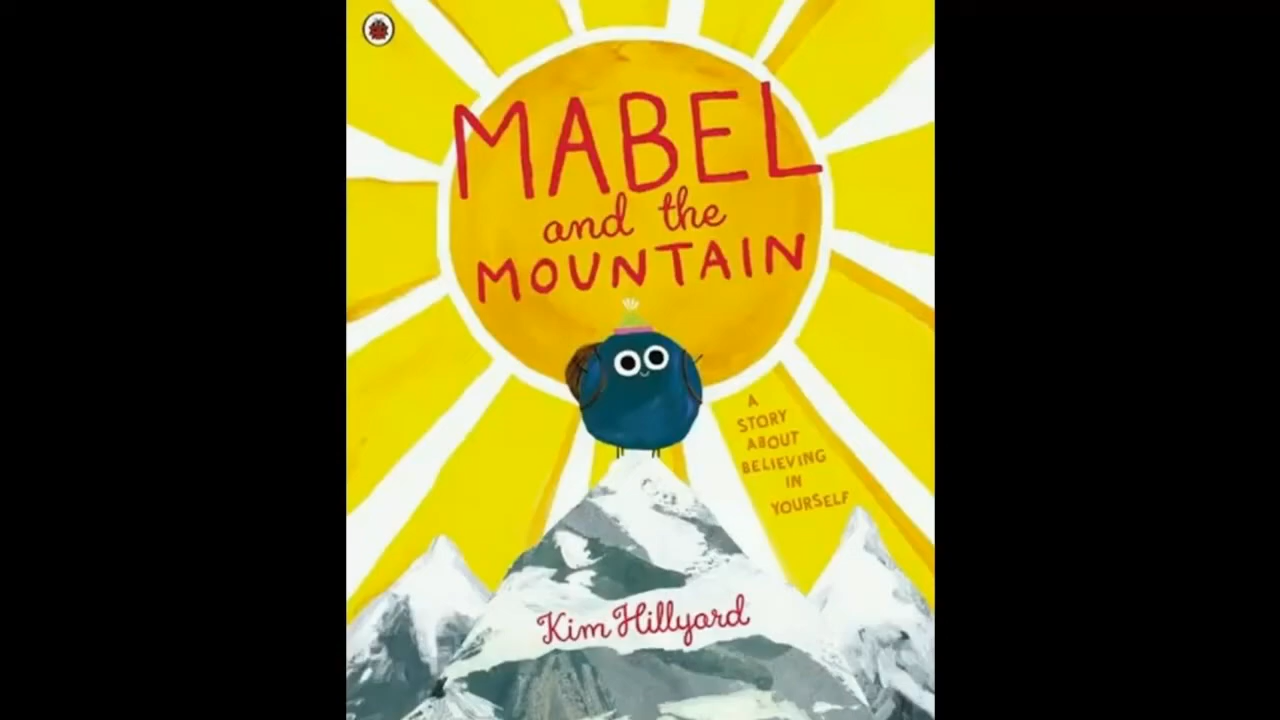 MABEL
and the
MOUNTAIN
A
STORY
ABOUT
BELIEVING
IN
YOURSELF
Kim Hillyard